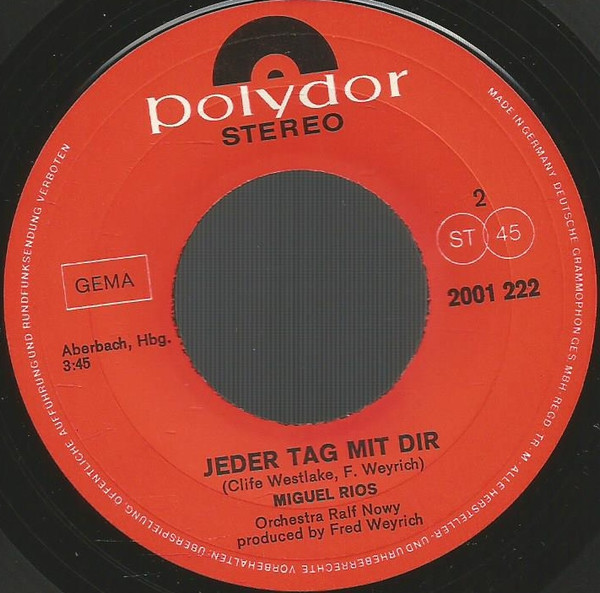 polydor
STEREO
2
ST 45
2001 222
GEMA
Aberbach, Hbg.
3:45
JEDER TAG MIT DIR
(Clife Westlake, F. Weyrich)
MIGUEL RIOS
Orchestra Ralf Nowy
produced by Fred Weyrich
MADE IN GERMANY DEUTSCHE GRAMMOPHON GES. MBH. REGD. TR. M. · ALLE HERSTELLER- UND URHEBERRECHTE VORBEHALTEN · ÜBERSPIELUNG ÖFFENTLICHE AUFFÜHRUNG UND RUNDFUNKSENDUNG VERBOTEN